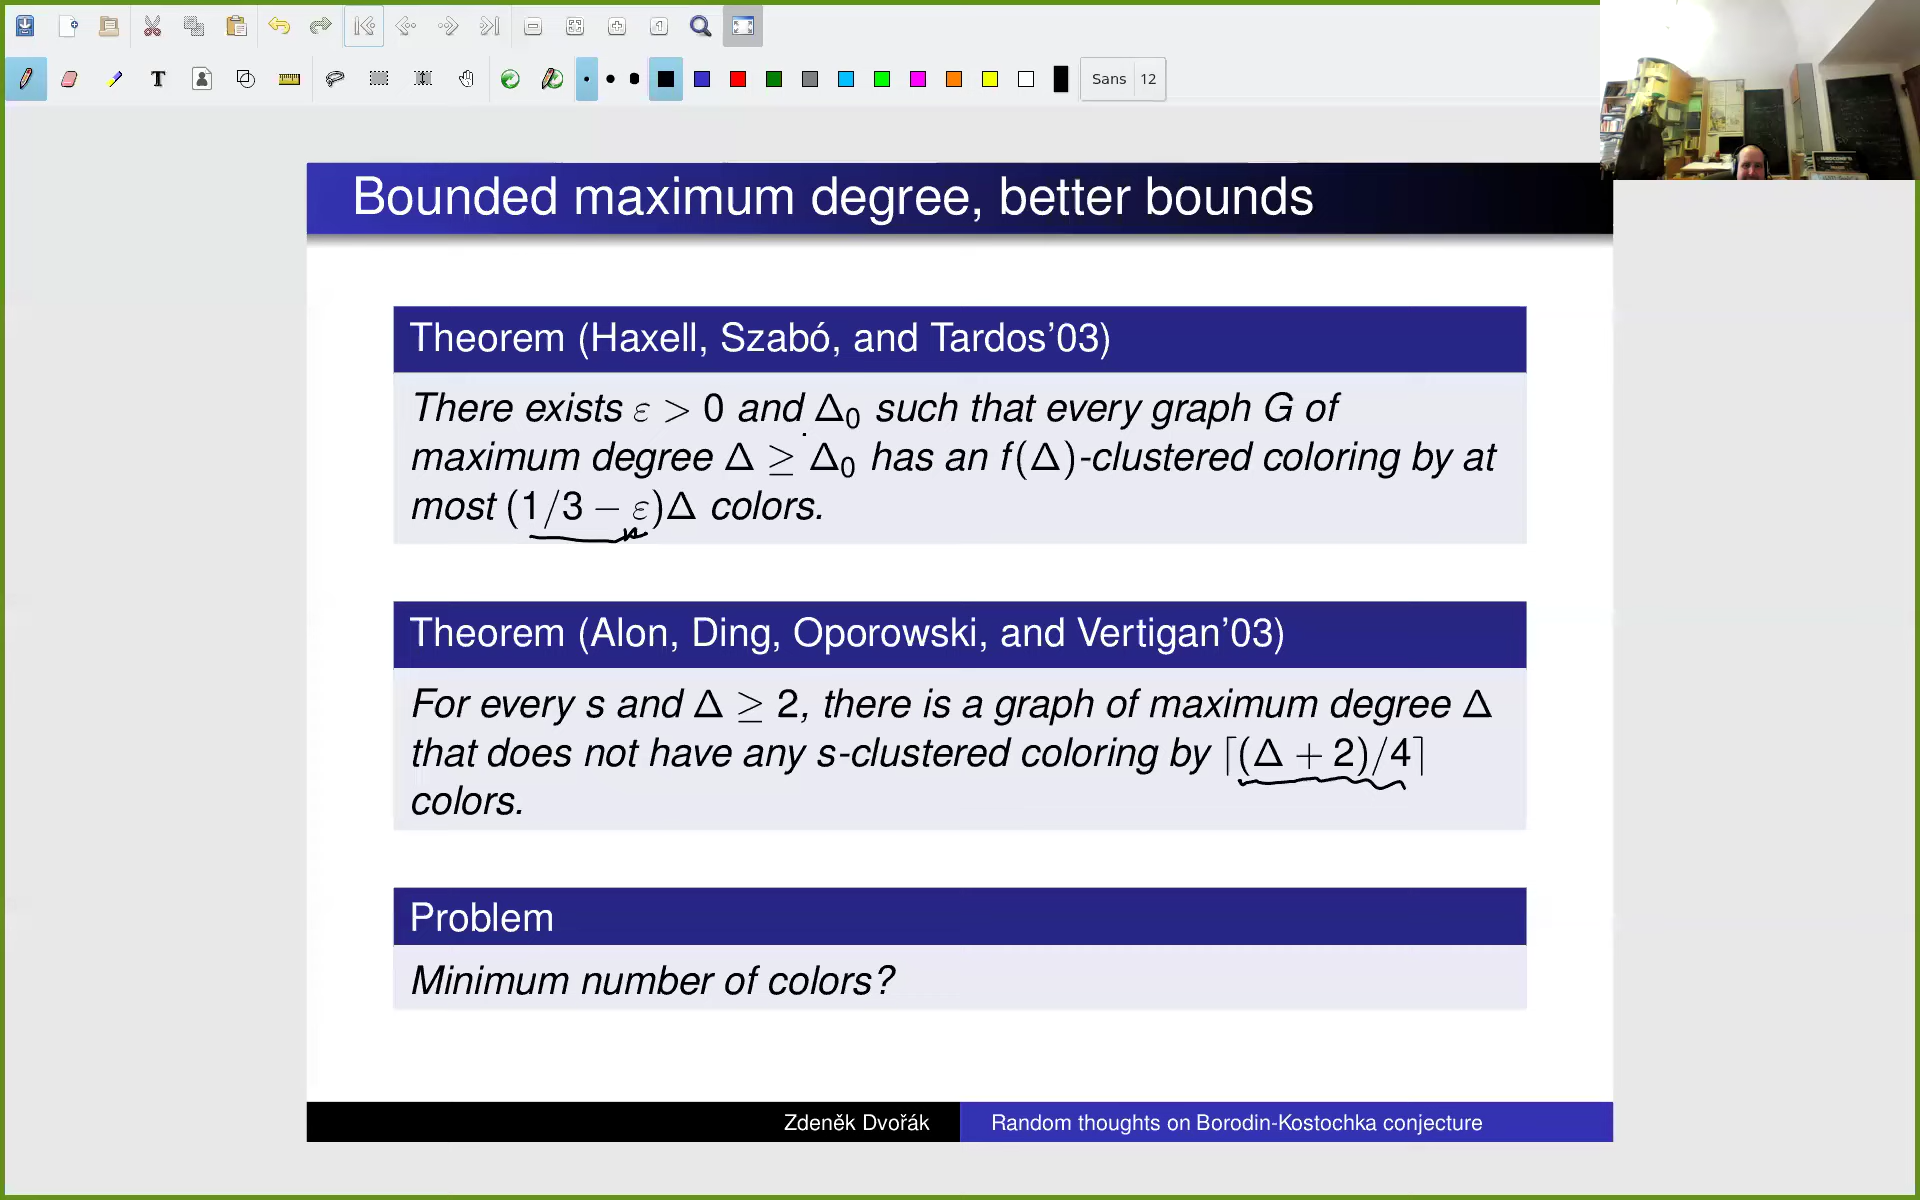 T
Sans 12
Bounded maximum degree, better bounds
Theorem (Haxell, Szabó, and Tardos'03)
There exists ε > 0 and Δ₀ such that every graph G of
maximum degree Δ ≥ Δ₀ has an f(Δ)-clustered coloring by at
most (1/3 − ε)Δ colors.
Theorem (Alon, Ding, Oporowski, and Vertigan'03)
For every s and Δ ≥ 2, there is a graph of maximum degree Δ
that does not have any s-clustered coloring by ⌈(Δ + 2)/4⌉
colors.
Problem
Minimum number of colors?
Zdeněk Dvořák Random thoughts on Borodin-Kostochka conjecture